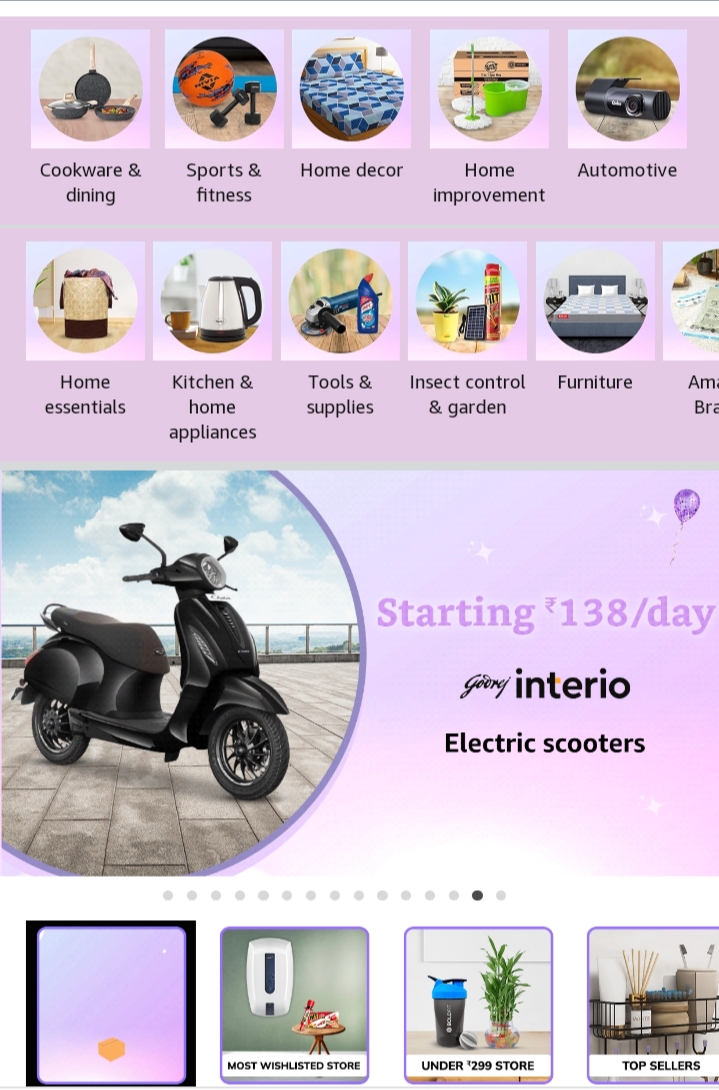 Cookware &
dining
Sports &
fitness
Home decor
Home
improvement
Automotive
Home
essentials
Kitchen &
home
appliances
Tools &
supplies
Insect control
& garden
Furniture
Ama
Bra
Starting ₹138/day
Godrej interio
Electric scooters
MOST WISHLISTED STORE
UNDER ₹299 STORE
TOP SELLERS